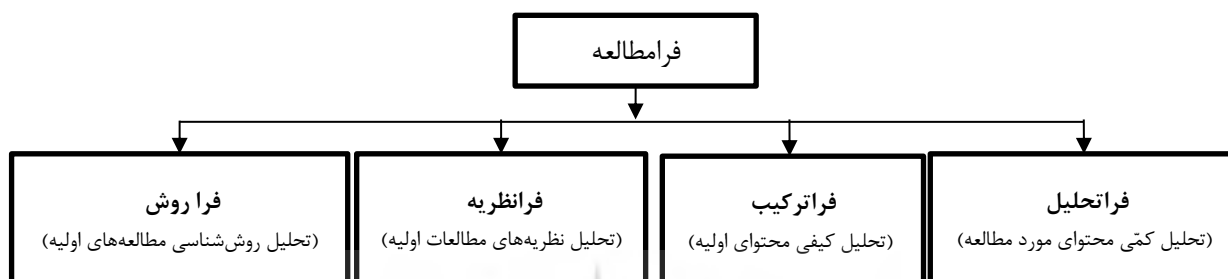 فرامطالعه
فراتحلیل
(تحلیل کمّی محتوای مورد مطالعه)
فراترکیب
(تحلیل کیفی محتوای اولیه)
فرانظریه
(تحلیل نظریه‌های مطالعات اولیه)
فرا روش
(تحلیل روش‌شناسی مطالعه‌های اولیه)